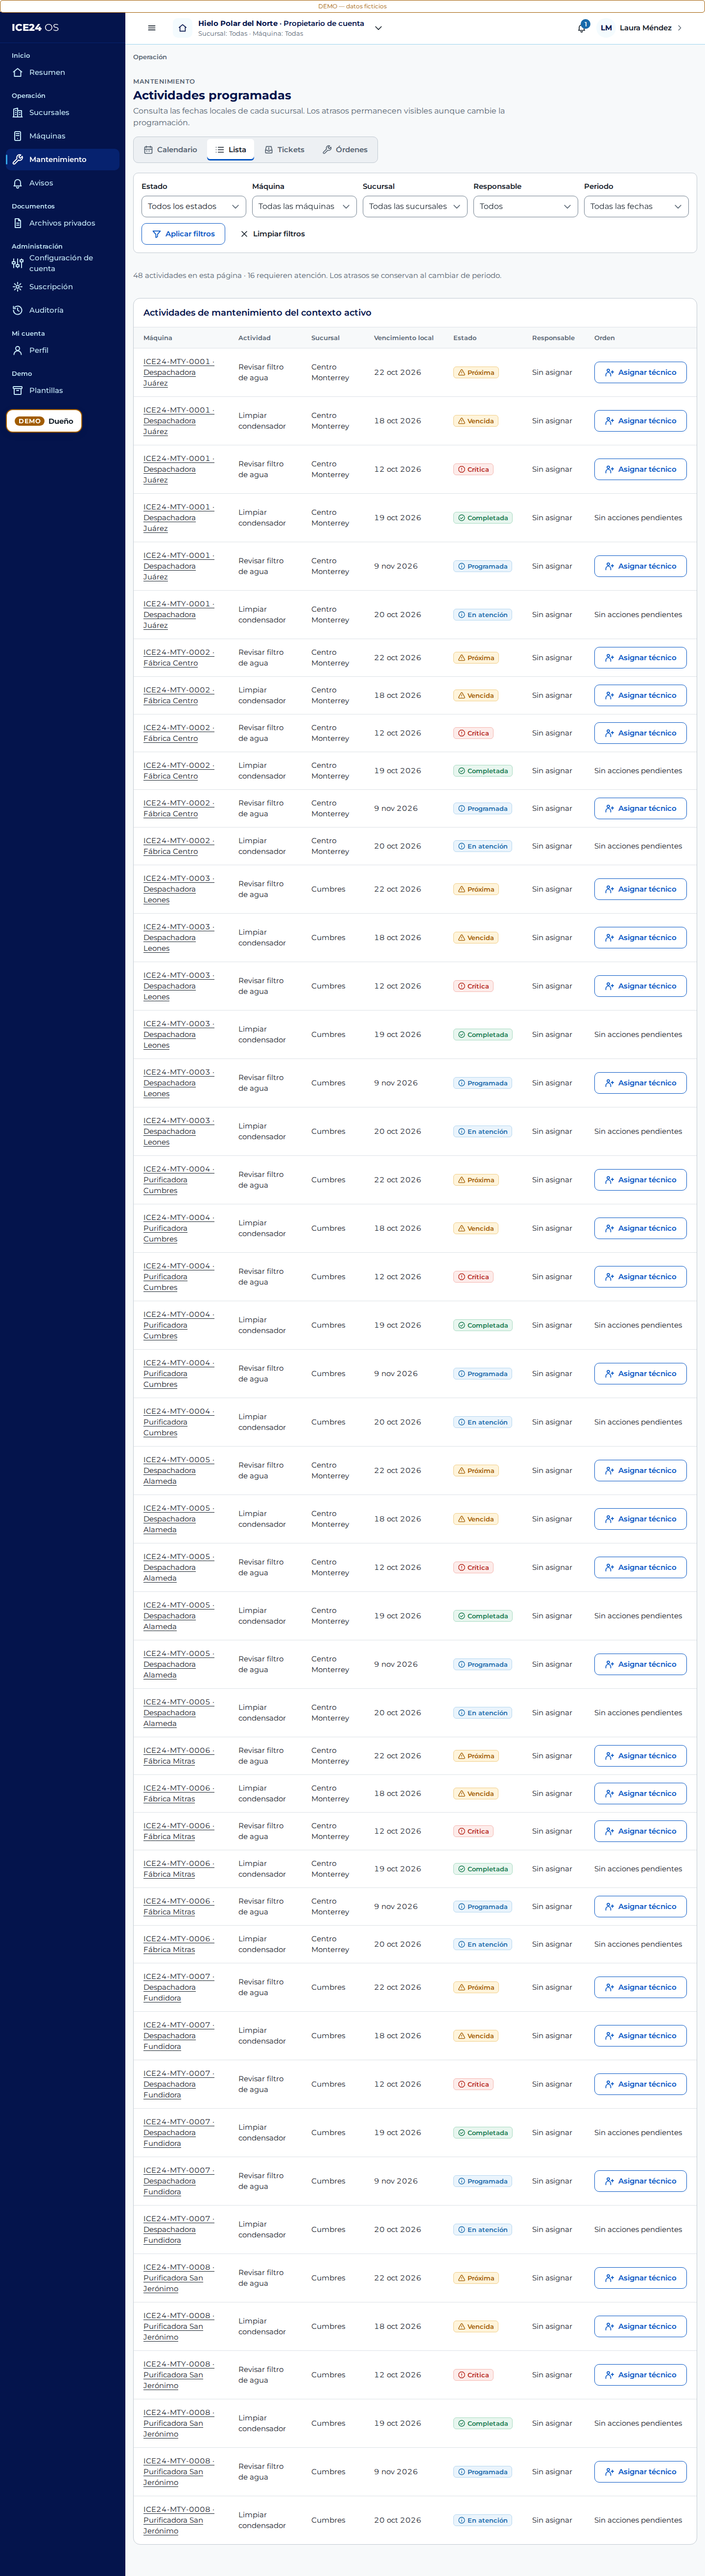 DEMO — datos ficticios
ICE24 OS
Inicio
Resumen
Operación
Sucursales
Máquinas
Mantenimiento
Avisos
Documentos
Archivos privados
Administración
Configuración de
cuenta
Suscripción
Auditoría
Mi cuenta
Perfil
Demo
Plantillas
DEMO Dueño
Hielo Polar del Norte · Propietario de cuenta
Sucursal: Todas · Máquina: Todas
1
LM Laura Méndez
Operación
MANTENIMIENTO
Actividades programadas
Consulta las fechas locales de cada sucursal. Los atrasos permanecen visibles aunque cambie la
programación.
Calendario Lista Tickets Órdenes
Estado Máquina Sucursal Responsable Periodo
Todos los estados Todas las máquinas Todas las sucursales Todos Todas las fechas
Aplicar filtros Limpiar filtros
48 actividades en esta página · 16 requieren atención. Los atrasos se conservan al cambiar de periodo.
Actividades de mantenimiento del contexto activo
Máquina Actividad Sucursal Vencimiento local Estado Responsable Orden
ICE24-MTY-0001 · Despachadora Juárez Revisar filtro de agua Centro Monterrey 22 oct 2026 Próxima Sin asignar Asignar técnico
ICE24-MTY-0001 · Despachadora Juárez Limpiar condensador Centro Monterrey 18 oct 2026 Vencida Sin asignar Asignar técnico
ICE24-MTY-0001 · Despachadora Juárez Revisar filtro de agua Centro Monterrey 12 oct 2026 Crítica Sin asignar Asignar técnico
ICE24-MTY-0001 · Despachadora Juárez Limpiar condensador Centro Monterrey 19 oct 2026 Completada Sin asignar Sin acciones pendientes
ICE24-MTY-0001 · Despachadora Juárez Revisar filtro de agua Centro Monterrey 9 nov 2026 Programada Sin asignar Asignar técnico
ICE24-MTY-0001 · Despachadora Juárez Limpiar condensador Centro Monterrey 20 oct 2026 En atención Sin asignar Sin acciones pendientes
ICE24-MTY-0002 · Fábrica Centro Revisar filtro de agua Centro Monterrey 22 oct 2026 Próxima Sin asignar Asignar técnico
ICE24-MTY-0002 · Fábrica Centro Limpiar condensador Centro Monterrey 18 oct 2026 Vencida Sin asignar Asignar técnico
ICE24-MTY-0002 · Fábrica Centro Revisar filtro de agua Centro Monterrey 12 oct 2026 Crítica Sin asignar Asignar técnico
ICE24-MTY-0002 · Fábrica Centro Limpiar condensador Centro Monterrey 19 oct 2026 Completada Sin asignar Sin acciones pendientes
ICE24-MTY-0002 · Fábrica Centro Revisar filtro de agua Centro Monterrey 9 nov 2026 Programada Sin asignar Asignar técnico
ICE24-MTY-0002 · Fábrica Centro Limpiar condensador Centro Monterrey 20 oct 2026 En atención Sin asignar Sin acciones pendientes
ICE24-MTY-0003 · Despachadora Leones Revisar filtro de agua Cumbres 22 oct 2026 Próxima Sin asignar Asignar técnico
ICE24-MTY-0003 · Despachadora Leones Limpiar condensador Cumbres 18 oct 2026 Vencida Sin asignar Asignar técnico
ICE24-MTY-0003 · Despachadora Leones Revisar filtro de agua Cumbres 12 oct 2026 Crítica Sin asignar Asignar técnico
ICE24-MTY-0003 · Despachadora Leones Limpiar condensador Cumbres 19 oct 2026 Completada Sin asignar Sin acciones pendientes
ICE24-MTY-0003 · Despachadora Leones Revisar filtro de agua Cumbres 9 nov 2026 Programada Sin asignar Asignar técnico
ICE24-MTY-0003 · Despachadora Leones Limpiar condensador Cumbres 20 oct 2026 En atención Sin asignar Sin acciones pendientes
ICE24-MTY-0004 · Purificadora Cumbres Revisar filtro de agua Cumbres 22 oct 2026 Próxima Sin asignar Asignar técnico
ICE24-MTY-0004 · Purificadora Cumbres Limpiar condensador Cumbres 18 oct 2026 Vencida Sin asignar Asignar técnico
ICE24-MTY-0004 · Purificadora Cumbres Revisar filtro de agua Cumbres 12 oct 2026 Crítica Sin asignar Asignar técnico
ICE24-MTY-0004 · Purificadora Cumbres Limpiar condensador Cumbres 19 oct 2026 Completada Sin asignar Sin acciones pendientes
ICE24-MTY-0004 · Purificadora Cumbres Revisar filtro de agua Cumbres 9 nov 2026 Programada Sin asignar Asignar técnico
ICE24-MTY-0004 · Purificadora Cumbres Limpiar condensador Cumbres 20 oct 2026 En atención Sin asignar Sin acciones pendientes
ICE24-MTY-0005 · Despachadora Alameda Revisar filtro de agua Centro Monterrey 22 oct 2026 Próxima Sin asignar Asignar técnico
ICE24-MTY-0005 · Despachadora Alameda Limpiar condensador Centro Monterrey 18 oct 2026 Vencida Sin asignar Asignar técnico
ICE24-MTY-0005 · Despachadora Alameda Revisar filtro de agua Centro Monterrey 12 oct 2026 Crítica Sin asignar Asignar técnico
ICE24-MTY-0005 · Despachadora Alameda Limpiar condensador Centro Monterrey 19 oct 2026 Completada Sin asignar Sin acciones pendientes
ICE24-MTY-0005 · Despachadora Alameda Revisar filtro de agua Centro Monterrey 9 nov 2026 Programada Sin asignar Asignar técnico
ICE24-MTY-0005 · Despachadora Alameda Limpiar condensador Centro Monterrey 20 oct 2026 En atención Sin asignar Sin acciones pendientes
ICE24-MTY-0006 · Fábrica Mitras Revisar filtro de agua Centro Monterrey 22 oct 2026 Próxima Sin asignar Asignar técnico
ICE24-MTY-0006 · Fábrica Mitras Limpiar condensador Centro Monterrey 18 oct 2026 Vencida Sin asignar Asignar técnico
ICE24-MTY-0006 · Fábrica Mitras Revisar filtro de agua Centro Monterrey 12 oct 2026 Crítica Sin asignar Asignar técnico
ICE24-MTY-0006 · Fábrica Mitras Limpiar condensador Centro Monterrey 19 oct 2026 Completada Sin asignar Sin acciones pendientes
ICE24-MTY-0006 · Fábrica Mitras Revisar filtro de agua Centro Monterrey 9 nov 2026 Programada Sin asignar Asignar técnico
ICE24-MTY-0006 · Fábrica Mitras Limpiar condensador Centro Monterrey 20 oct 2026 En atención Sin asignar Sin acciones pendientes
ICE24-MTY-0007 · Despachadora Fundidora Revisar filtro de agua Cumbres 22 oct 2026 Próxima Sin asignar Asignar técnico
ICE24-MTY-0007 · Despachadora Fundidora Limpiar condensador Cumbres 18 oct 2026 Vencida Sin asignar Asignar técnico
ICE24-MTY-0007 · Despachadora Fundidora Revisar filtro de agua Cumbres 12 oct 2026 Crítica Sin asignar Asignar técnico
ICE24-MTY-0007 · Despachadora Fundidora Limpiar condensador Cumbres 19 oct 2026 Completada Sin asignar Sin acciones pendientes
ICE24-MTY-0007 · Despachadora Fundidora Revisar filtro de agua Cumbres 9 nov 2026 Programada Sin asignar Asignar técnico
ICE24-MTY-0007 · Despachadora Fundidora Limpiar condensador Cumbres 20 oct 2026 En atención Sin asignar Sin acciones pendientes
ICE24-MTY-0008 · Purificadora San Jerónimo Revisar filtro de agua Cumbres 22 oct 2026 Próxima Sin asignar Asignar técnico
ICE24-MTY-0008 · Purificadora San Jerónimo Limpiar condensador Cumbres 18 oct 2026 Vencida Sin asignar Asignar técnico
ICE24-MTY-0008 · Purificadora San Jerónimo Revisar filtro de agua Cumbres 12 oct 2026 Crítica Sin asignar Asignar técnico
ICE24-MTY-0008 · Purificadora San Jerónimo Limpiar condensador Cumbres 19 oct 2026 Completada Sin asignar Sin acciones pendientes
ICE24-MTY-0008 · Purificadora San Jerónimo Revisar filtro de agua Cumbres 9 nov 2026 Programada Sin asignar Asignar técnico
ICE24-MTY-0008 · Purificadora San Jerónimo Limpiar condensador Cumbres 20 oct 2026 En atención Sin asignar Sin acciones pendientes